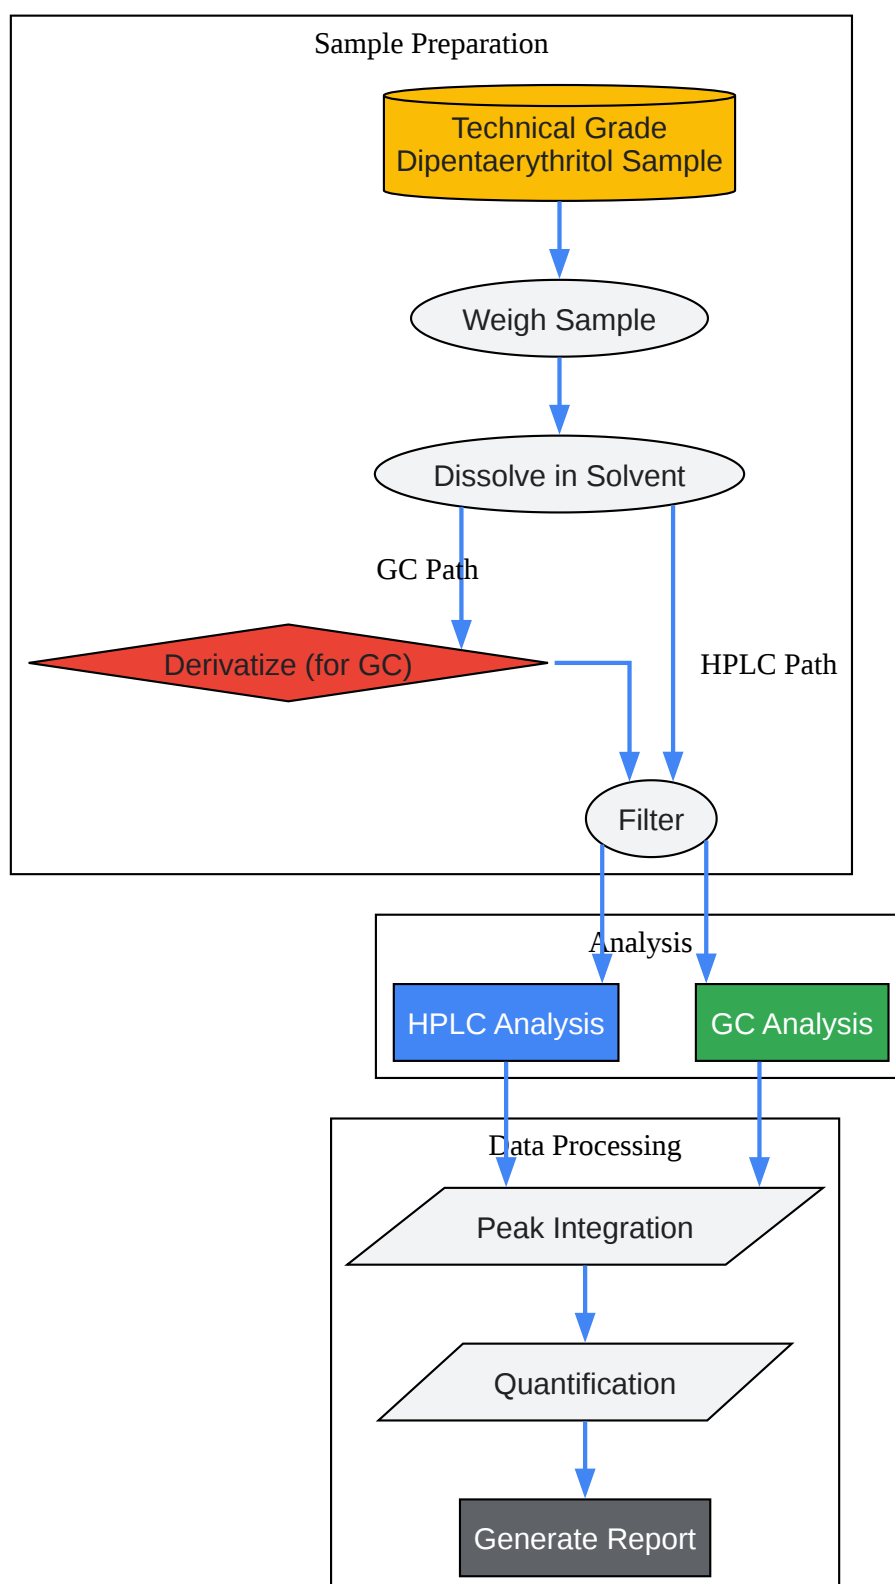 Sample Preparation
Technical Grade
Dipentaerythritol Sample
Weigh Sample
Dissolve in Solvent
GC Path
Derivatize (for GC)
HPLC Path
Filter
Analysis
HPLC Analysis
GC Analysis
Data Processing
Peak Integration
Quantification
Generate Report